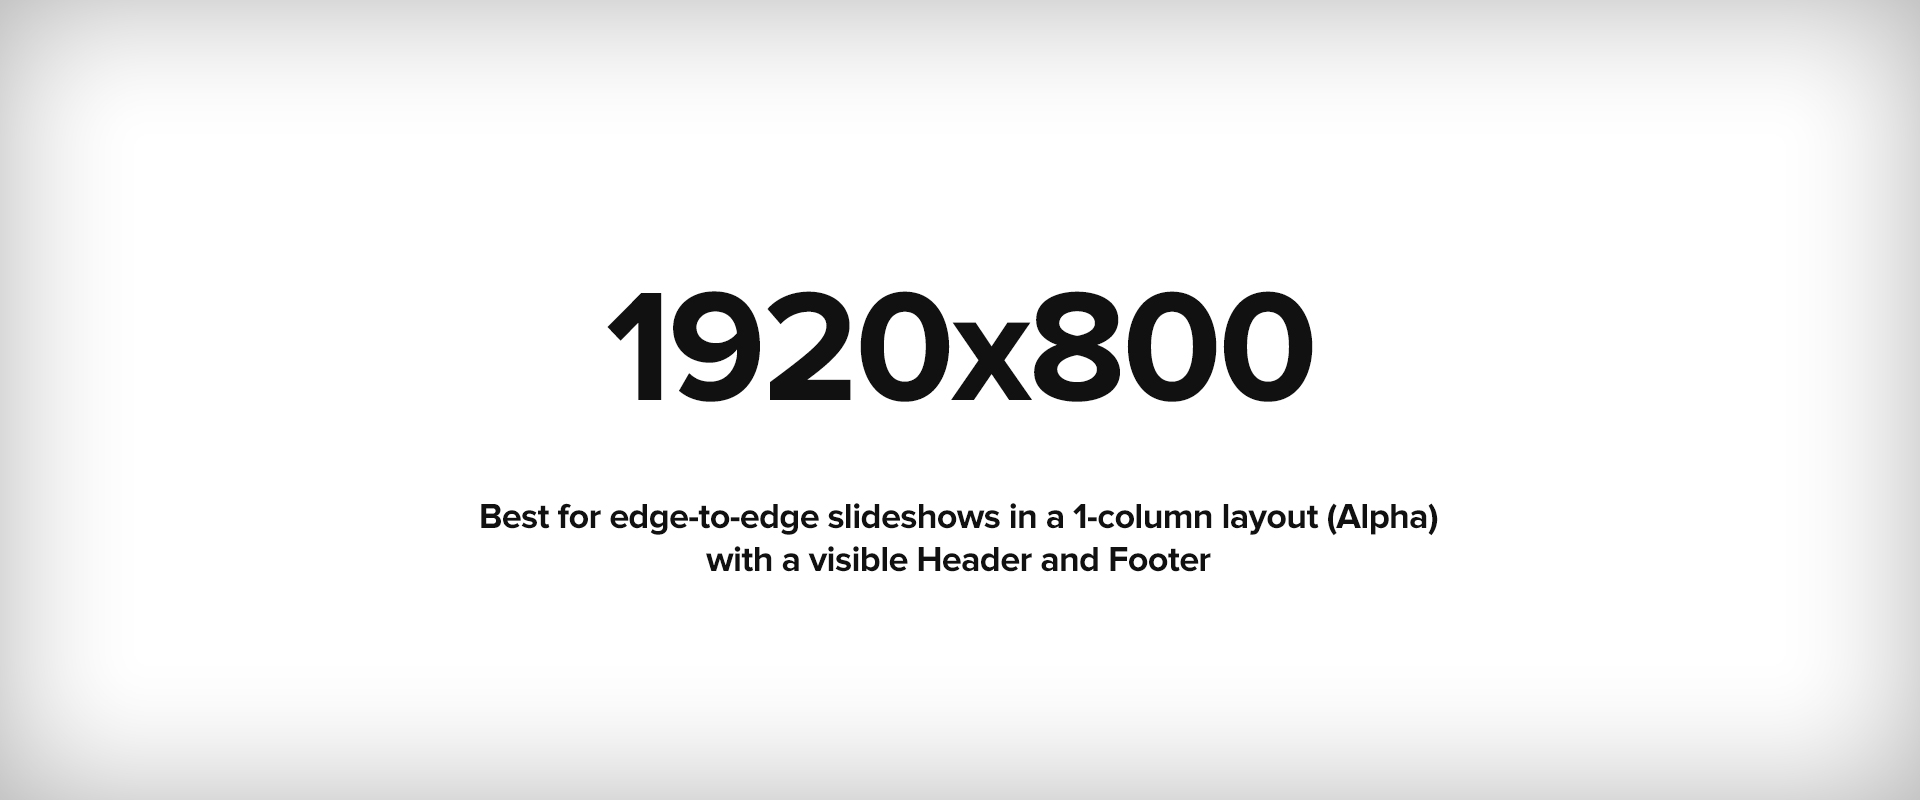 1920x800
Best for edge-to-edge slideshows in a 1-column layout (Alpha)
with a visible Header and Footer